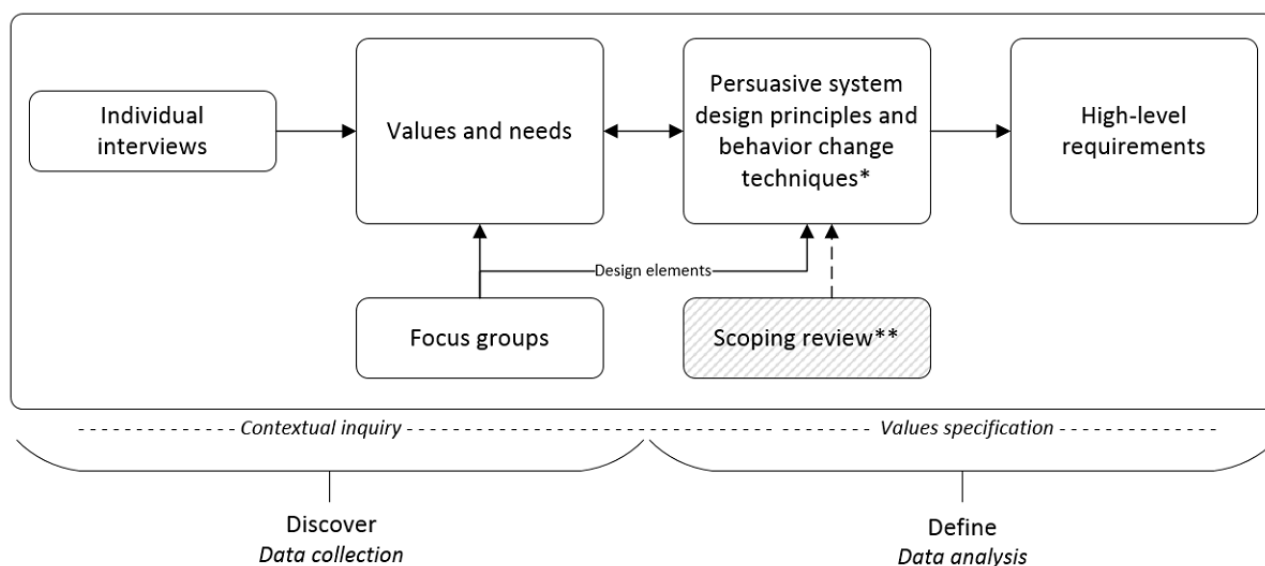 Individual
interviews
Values and needs
Persuasive system
design principles and
behavior change
techniques*
High-level
requirements
Design elements
Focus groups
Scoping review**
Contextual inquiry
Values specification
Discover
Data collection
Define
Data analysis